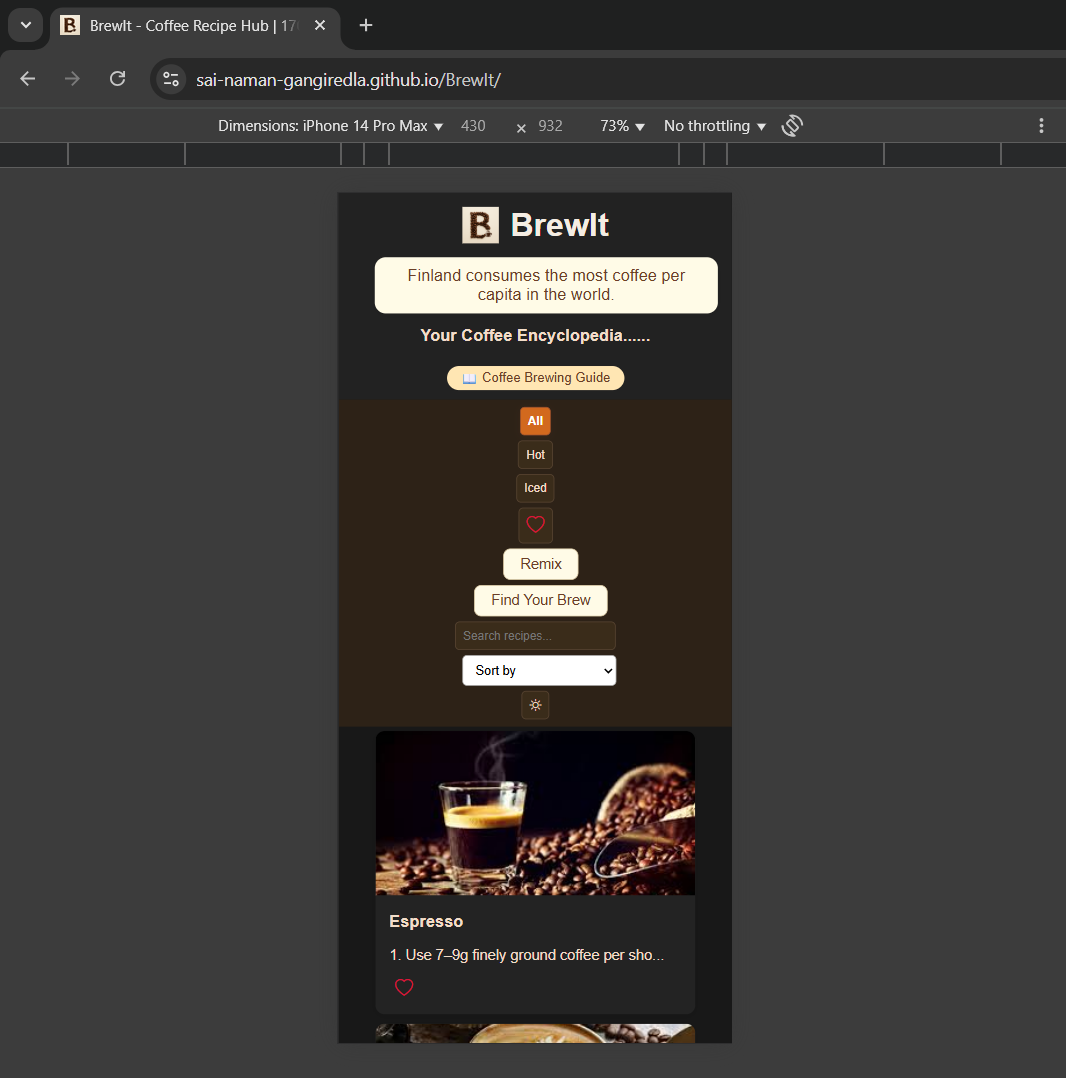 BrewIt - Coffee Recipe Hub | 170
sai-naman-gangiredla.github.io/BrewIt/
Dimensions: iPhone 14 Pro Max 430 × 932 73% No throttling
B BrewIt
Finland consumes the most coffee per
capita in the world.
Your Coffee Encyclopedia......
Coffee Brewing Guide
All
Hot
Iced
Remix
Find Your Brew
Search recipes...
Sort by
Espresso
1. Use 7–9g finely ground coffee per sho...